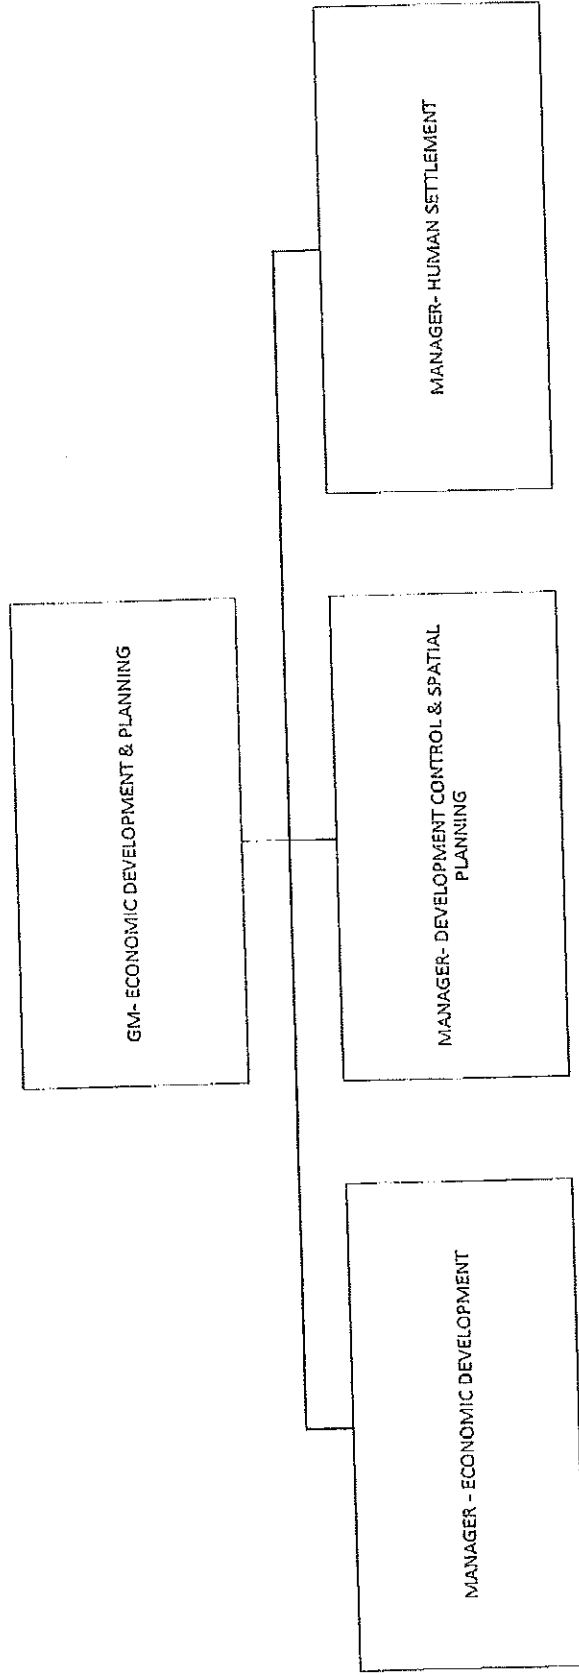 GM- ECONOMIC DEVELOPMENT & PLANNING
MANAGER - ECONOMIC DEVELOPMENT
MANAGER- DEVELOPMENT CONTROL & SPATIAL
PLANNING
MANAGER- HUMAN SETTLEMENT